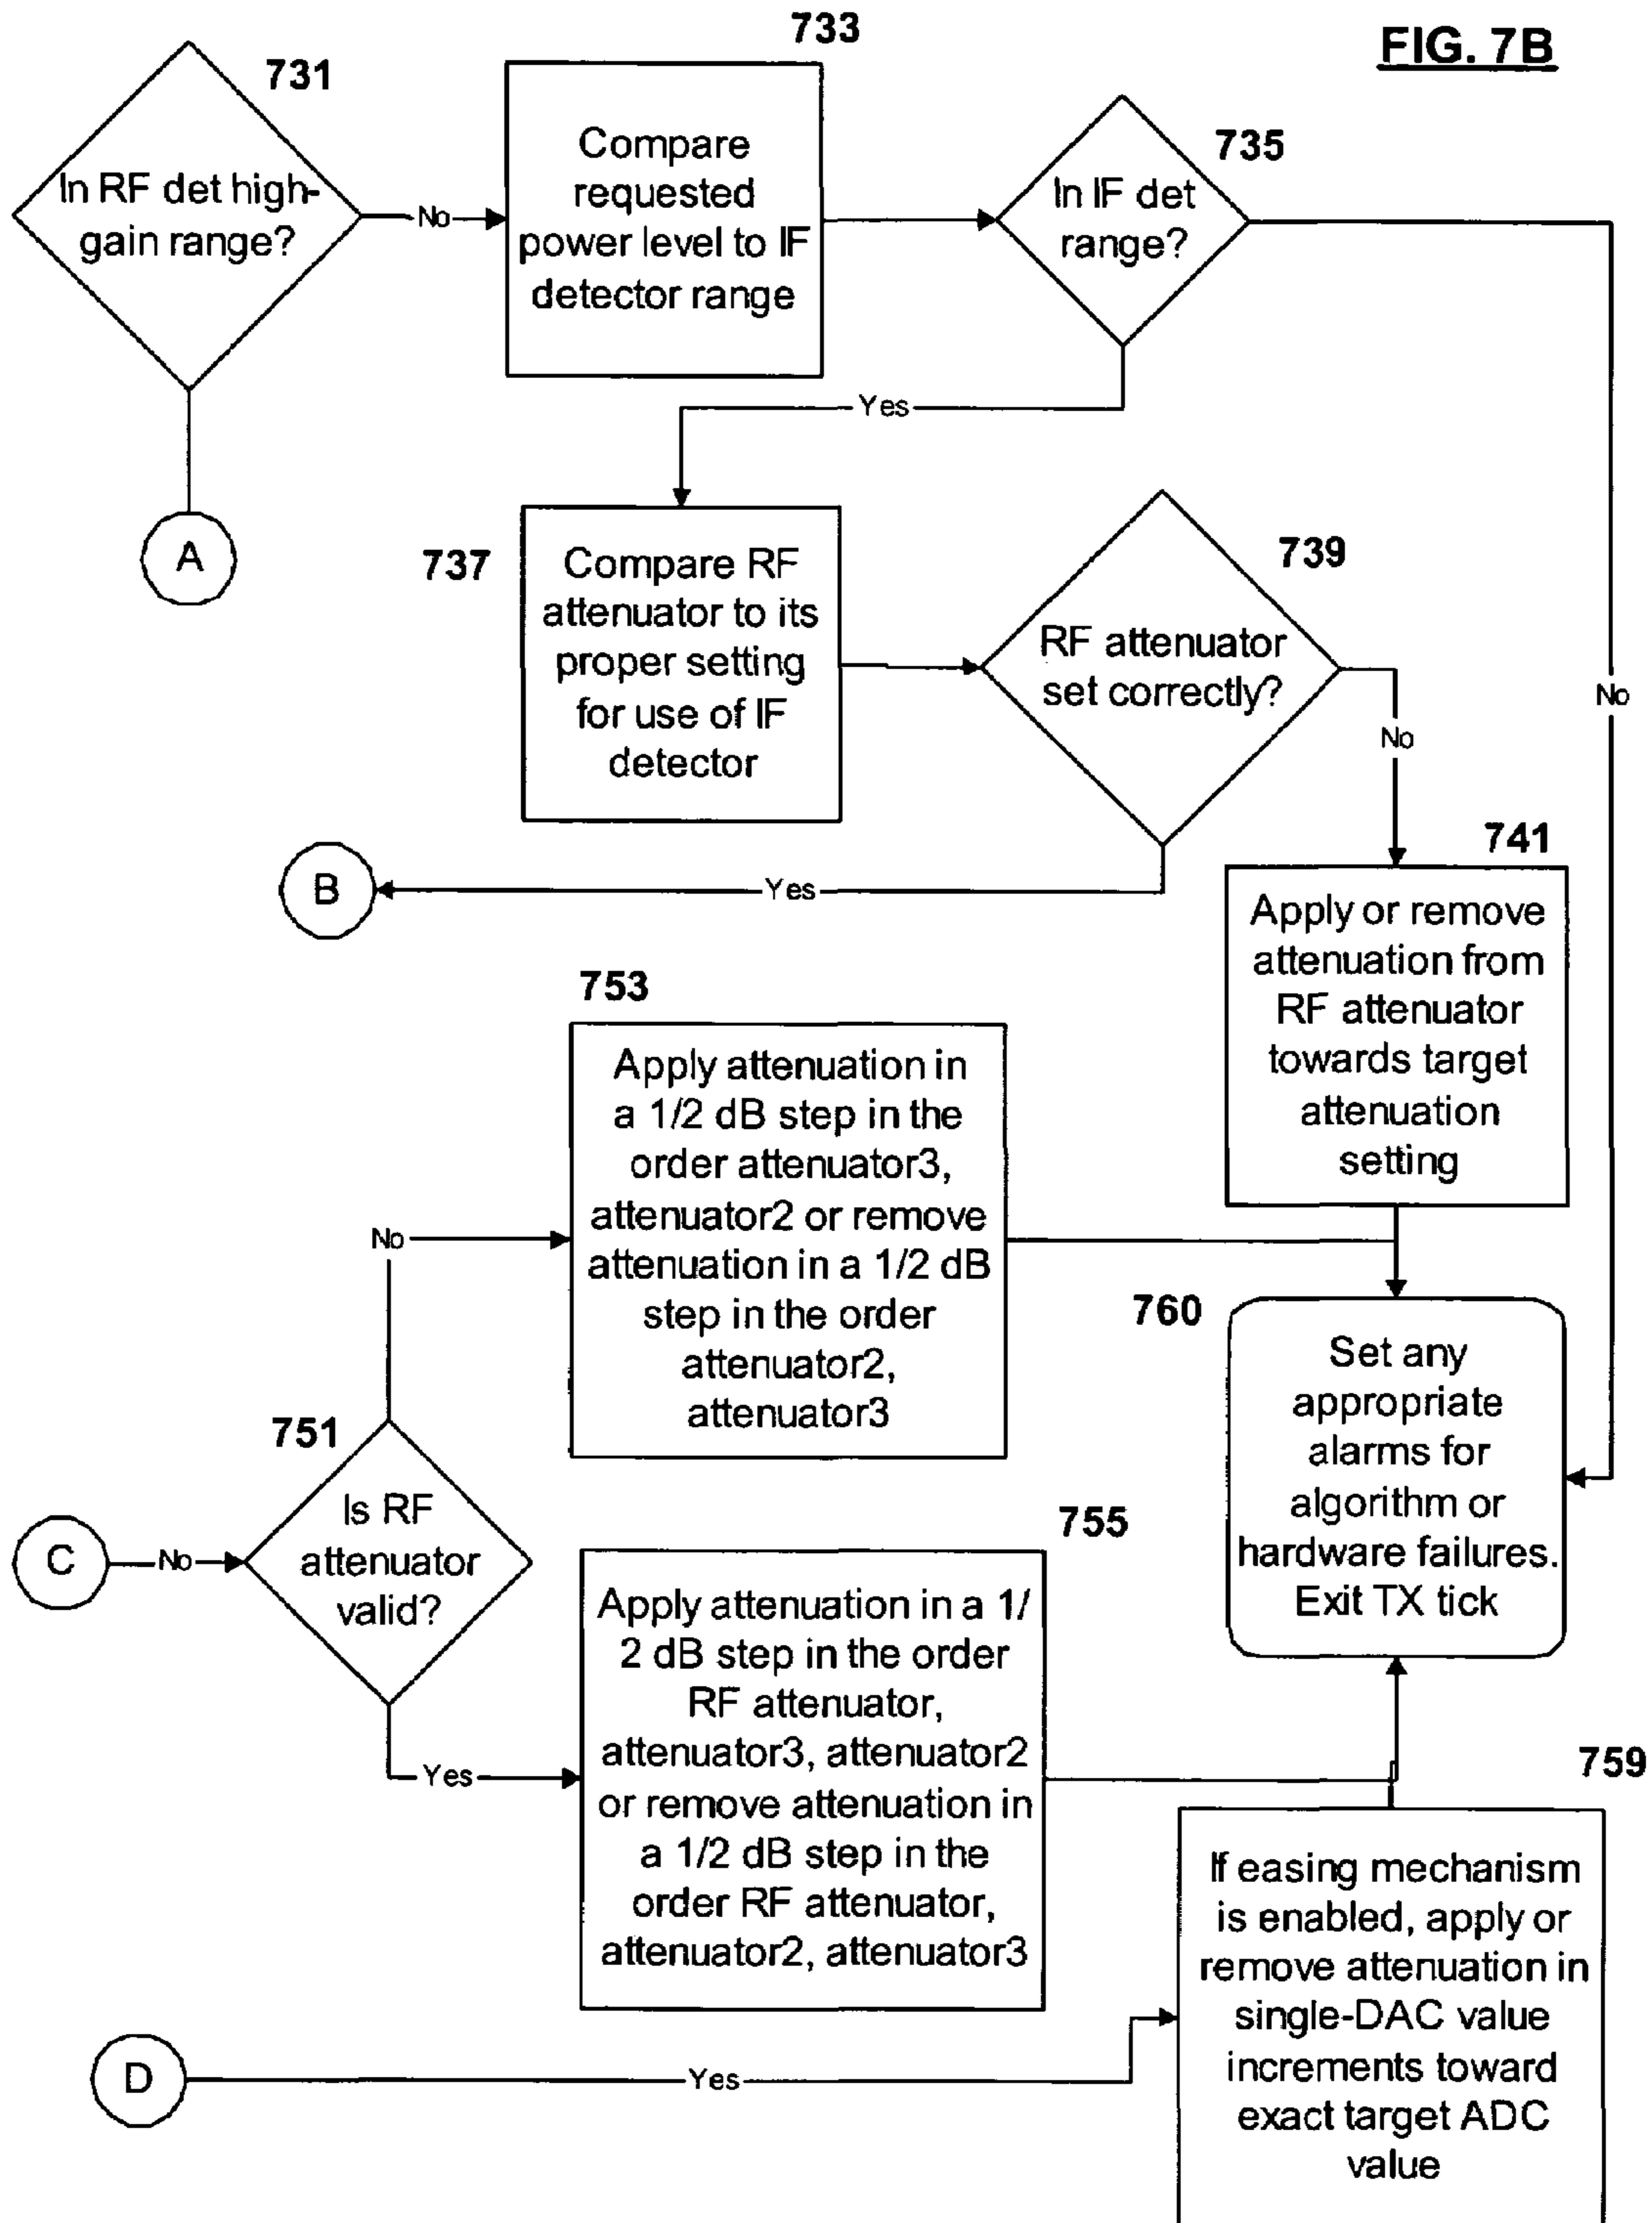 733
FIG. 7B
731
In RF det high-
gain range?
No
Compare
requested
power level to IF
detector range
735
In IF det
range?
No
Yes
A
737
Compare RF
attenuator to its
proper setting
for use of IF
detector
739
RF attenuator
set correctly?
No
B
Yes
741
Apply or remove
attenuation from
RF attenuator
towards target
attenuation
setting
753
Apply attenuation in
a 1/2 dB step in the
order attenuator3,
attenuator2 or remove
attenuation in a 1/2 dB
step in the order
attenuator2,
attenuator3
No
760
Set any
appropriate
alarms for
algorithm or
hardware failures.
Exit TX tick
751
Is RF
attenuator
valid?
C
No
Yes
755
Apply attenuation in a 1/
2 dB step in the order
RF attenuator,
attenuator3, attenuator2
or remove attenuation in
a 1/2 dB step in the
order RF attenuator,
attenuator2, attenuator3
759
If easing mechanism
is enabled, apply or
remove attenuation in
single-DAC value
increments toward
exact target ADC
value
D
Yes